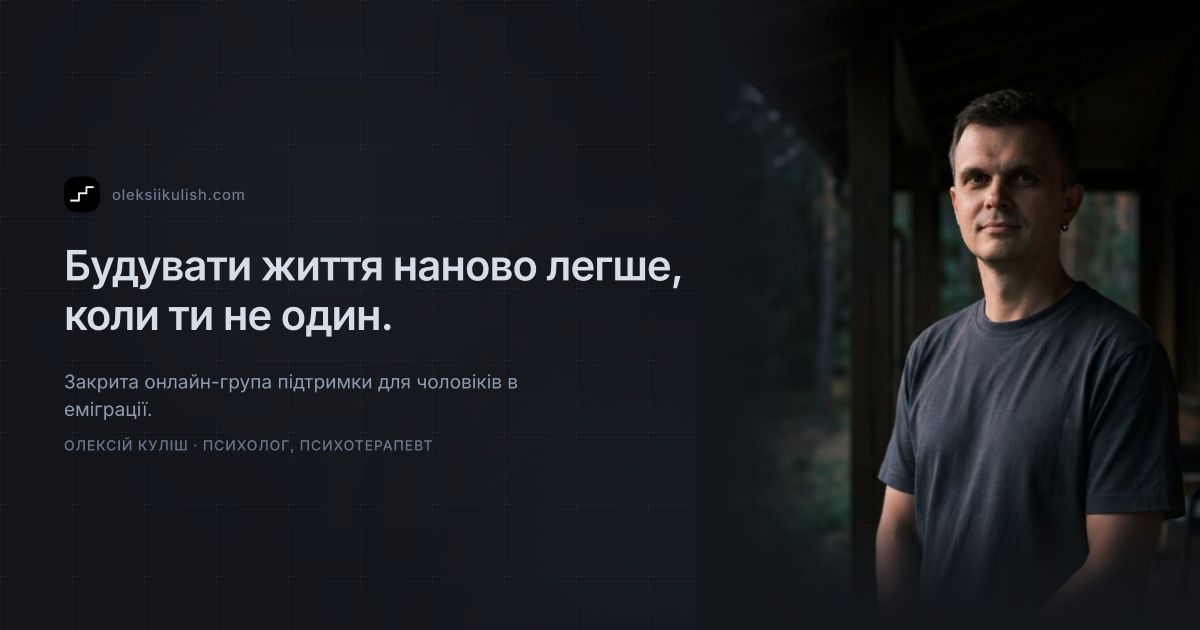 oleksiikulish.com
Будувати життя наново легше,
коли ти не один.
Закрита онлайн-група підтримки для чоловіків в
еміграції.
ОЛЕКСІЙ КУЛІШ · ПСИХОЛОГ, ПСИХОТЕРАПЕВТ